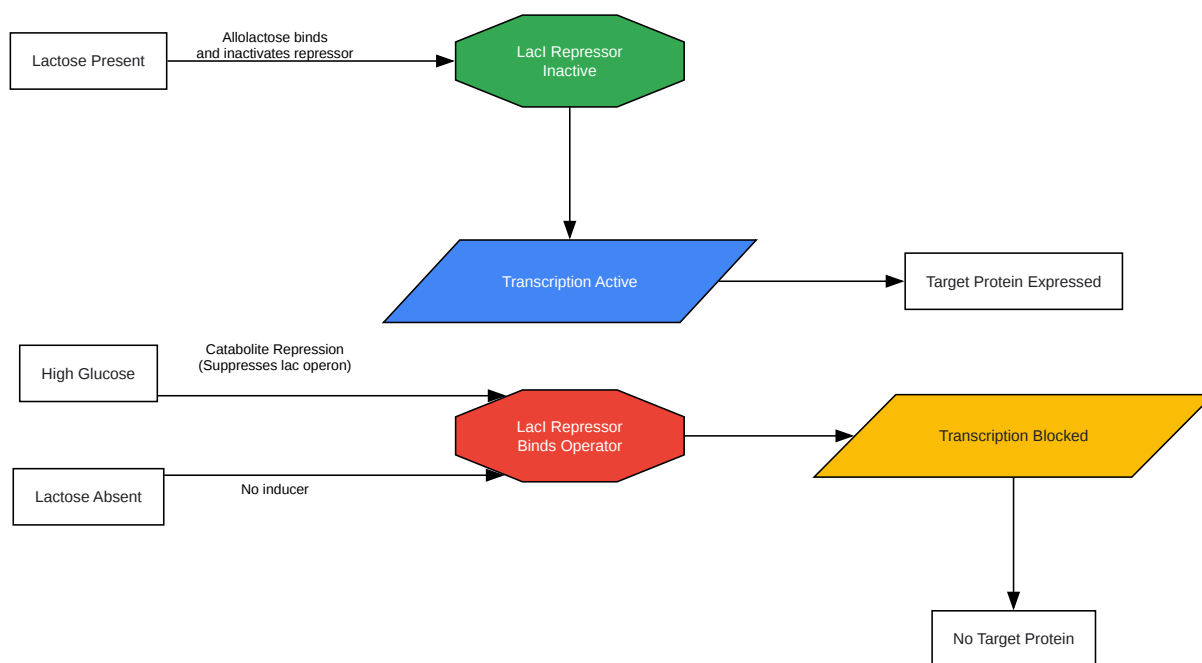 Lactose Present
Allolactose binds
and inactivates repressor
LacI Repressor
Inactive
Transcription Active
Target Protein Expressed
High Glucose
Catabolite Repression
(Suppresses lac operon)
LacI Repressor
Binds Operator
Transcription Blocked
Lactose Absent
No inducer
No Target Protein